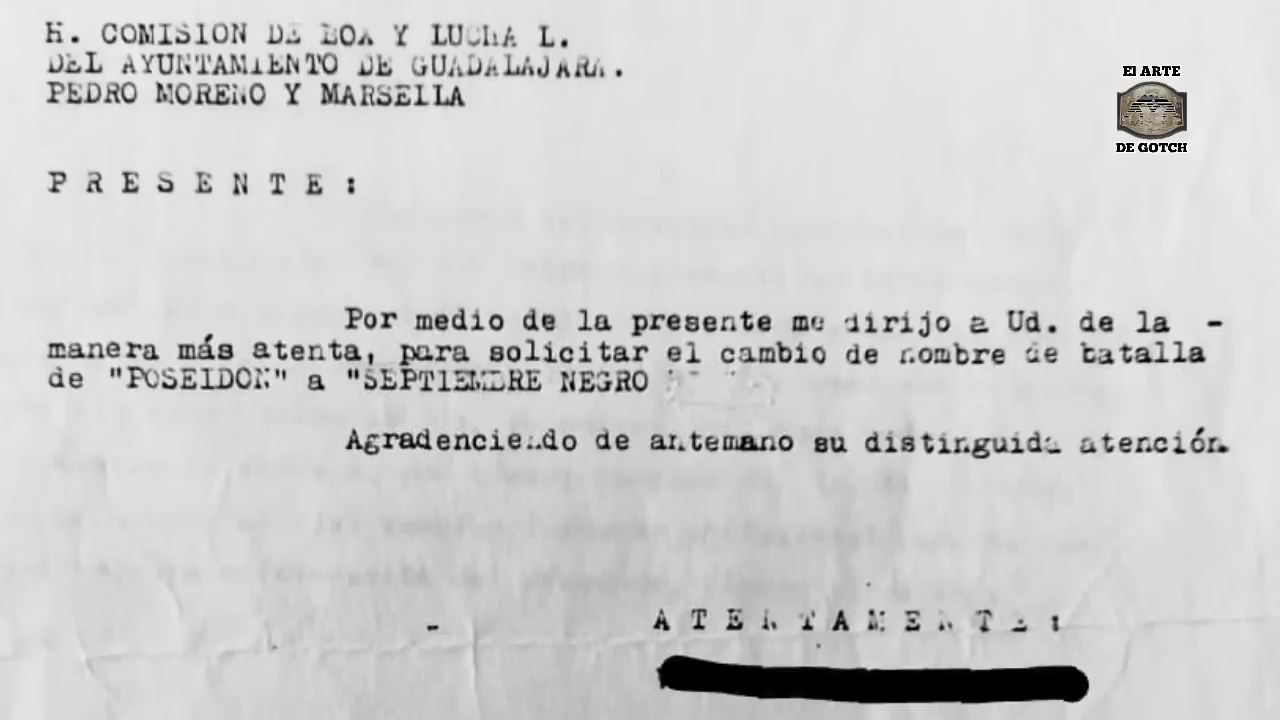 H. COMISION DE BOX Y LUCHA L.
DEL AYUNTAMIENTO DE GUADALAJARA.
PEDRO MORENO Y MARSELLA
El ARTE
DE GOTCH
P R E S E N T E :
Por medio de la presente me dirijo a Ud. de la -
manera más atenta, para solicitar el cambio de nombre de batalla
de "POSEIDON" a "SEPTIEMBRE NEGRO
Agradenciendo de antemano su distinguida atención.
-
A T E N T A M E N T E :